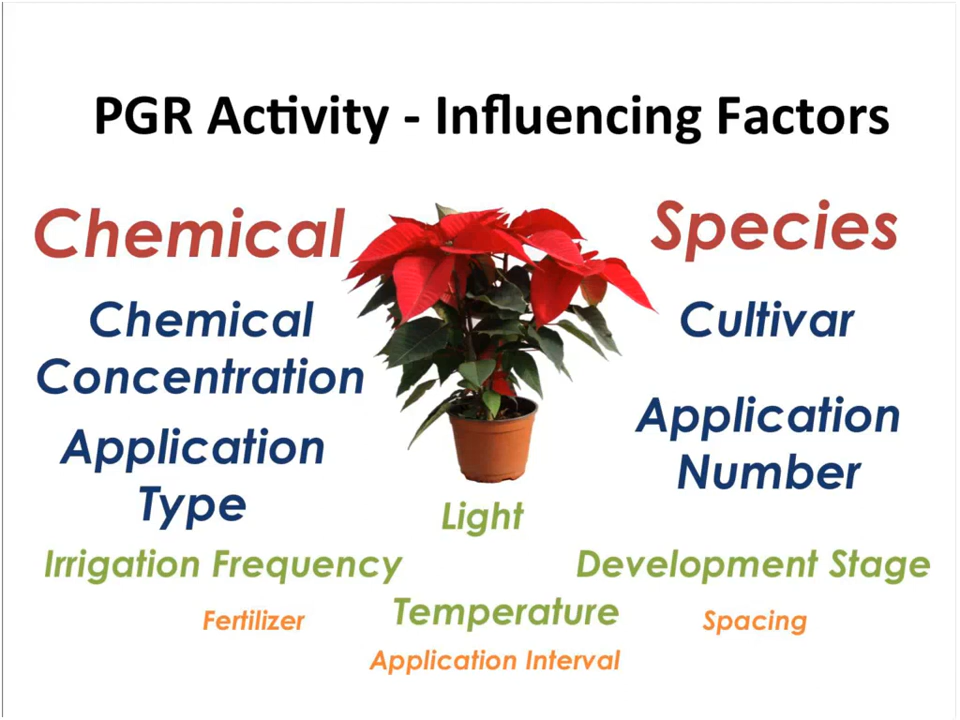 PGR Activity - Influencing Factors
Chemical
Species
Chemical
Concentration
Cultivar
Application
Type
Application
Number
Light
Irrigation Frequency
Development Stage
Temperature
Fertilizer
Spacing
Application Interval